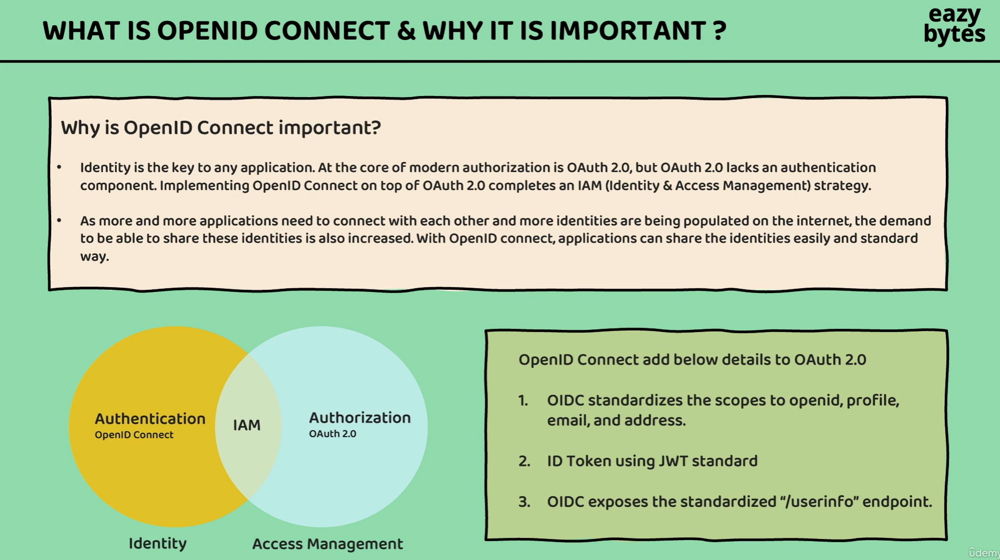 WHAT IS OPENID CONNECT & WHY IT IS IMPORTANT ?
eazy
bytes
Why is OpenID Connect important?
• Identity is the key to any application. At the core of modern authorization is OAuth 2.0, but OAuth 2.0 lacks an authentication
component. Implementing OpenID Connect on top of OAuth 2.0 completes an IAM (Identity & Access Management) strategy.
• As more and more applications need to connect with each other and more identities are being populated on the internet, the demand
to be able to share these identities is also increased. With OpenID connect, applications can share the identities easily and standard
way.
Authentication
OpenID Connect
IAM
Authorization
OAuth 2.0
Identity
Access Management
OpenID Connect add below details to OAuth 2.0
1. OIDC standardizes the scopes to openid, profile,
email, and address.
2. ID Token using JWT standard
3. OIDC exposes the standardized “/userinfo” endpoint.
ûdemy